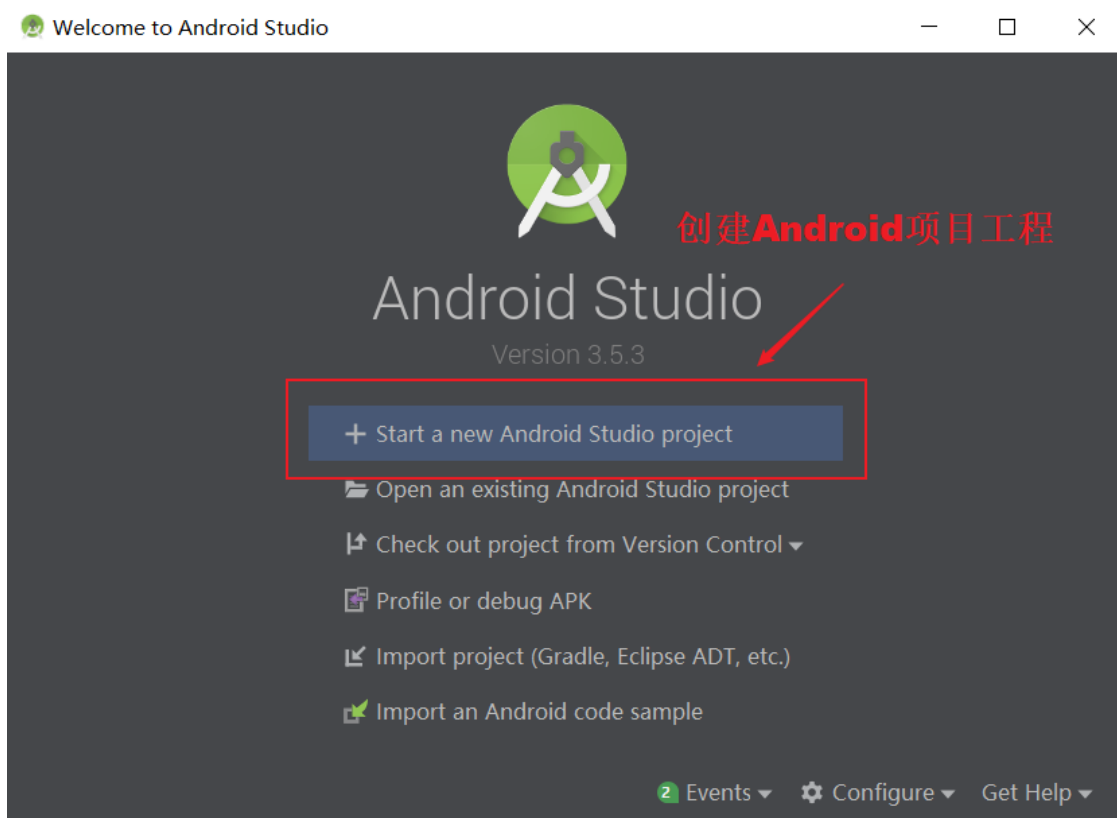 Welcome to Android Studio
创建Android项目工程
Android Studio
Version 3.5.3
Start a new Android Studio project
Open an existing Android Studio project
Check out project from Version Control
Profile or debug APK
Import project (Gradle, Eclipse ADT, etc.)
Import an Android code sample
2 Events Configure Get Help